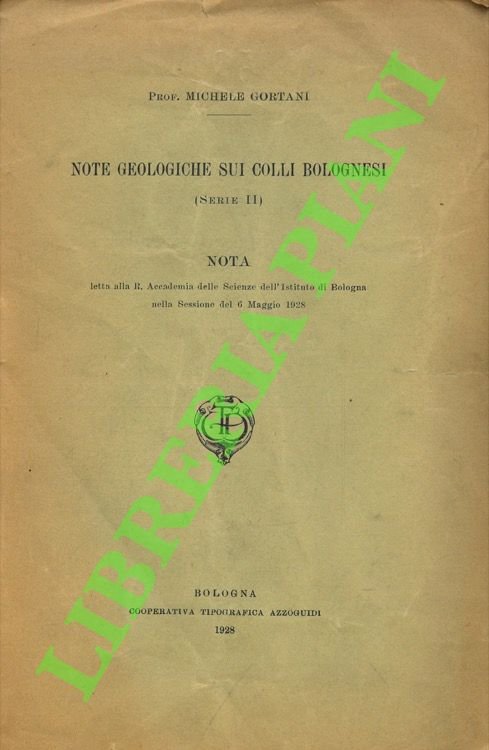 Prof. MICHELE GORTANI
NOTE GEOLOGICHE SUI COLLI BOLOGNESI
(Serie II)
NOTA
letta alla R. Accademia delle Scienze dell'Istituto di Bologna
nella Sessione del 6 Maggio 1928
BOLOGNA
COOPERATIVA TIPOGRAFICA AZZOGUIDI
1928
LIBRERIA PIANI